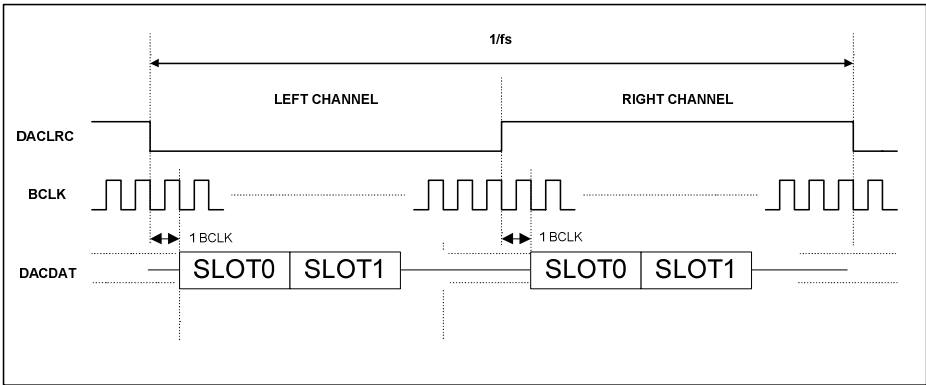 1/fs
LEFT CHANNEL
RIGHT CHANNEL
DACLRC
BCLK
1 BCLK
1 BCLK
DACDAT
SLOT0
SLOT1
SLOT0
SLOT1